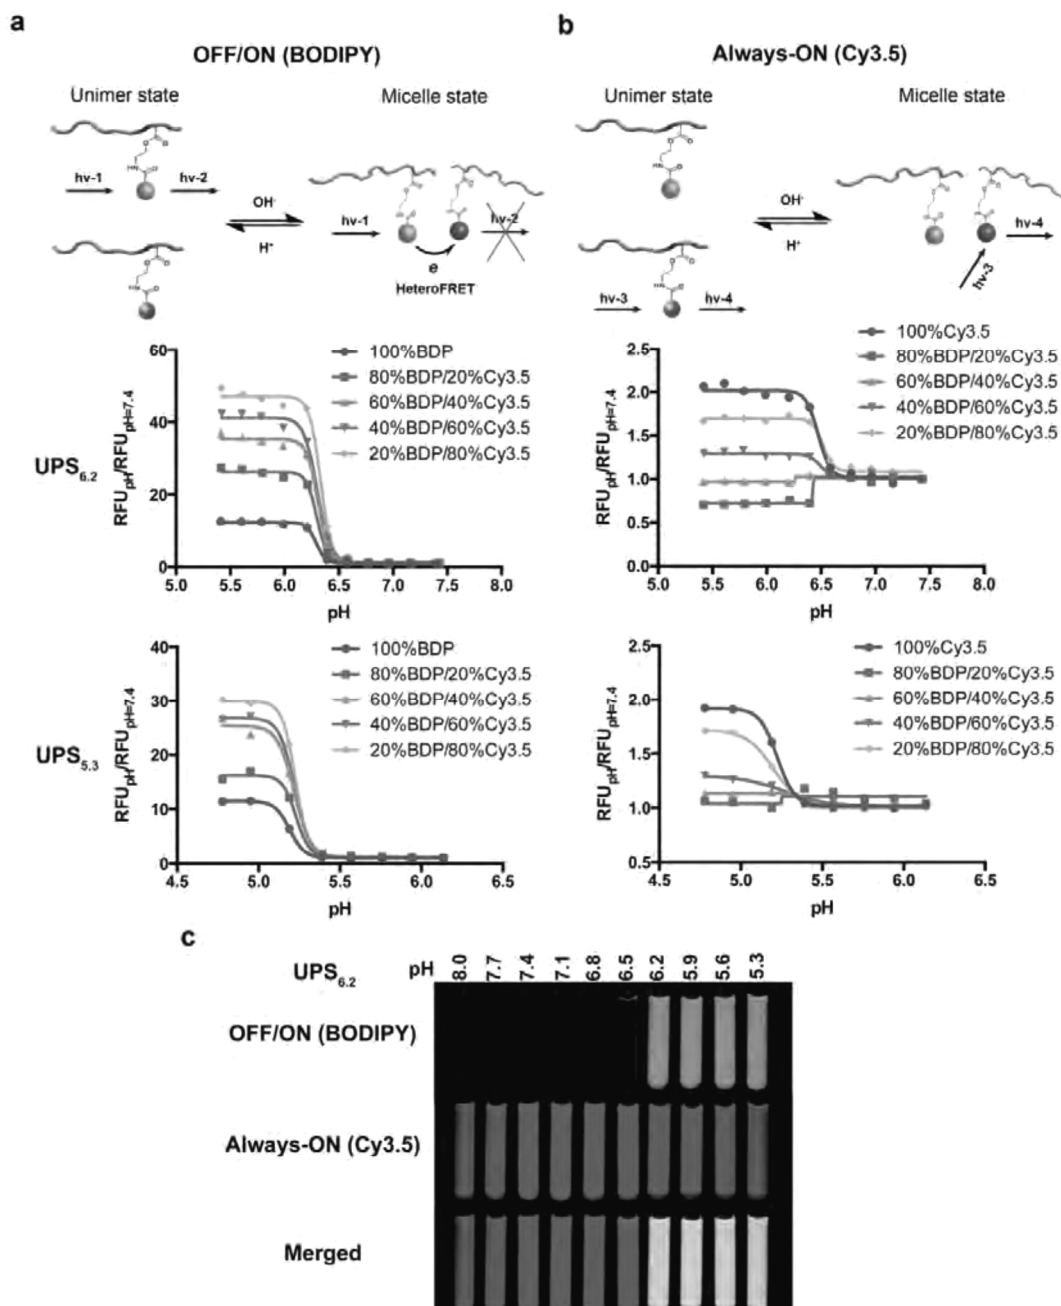 a
OFF/ON (BODIPY)
Unimer state
Micelle state
hv-1
hv-2
OH-
H+
hv-1
hv-2
e
HeteroFRET
b
Always-ON (Cy3.5)
Unimer state
Micelle state
OH-
H+
hv-4
hv-3
hv-3
hv-4
UPS6.2
RFUpH/RFUpH=7.4
60
40
20
0
5.0 5.5 6.0 6.5 7.0 7.5 8.0
pH
100%BDP
80%BDP/20%Cy3.5
60%BDP/40%Cy3.5
40%BDP/60%Cy3.5
20%BDP/80%Cy3.5
RFUpH/RFUpH=7.4
2.5
2.0
1.5
1.0
0.5
0.0
5.0 5.5 6.0 6.5 7.0 7.5 8.0
pH
100%Cy3.5
80%BDP/20%Cy3.5
60%BDP/40%Cy3.5
40%BDP/60%Cy3.5
20%BDP/80%Cy3.5
UPS5.3
RFUpH/RFUpH=7.4
40
30
20
10
0
4.5 5.0 5.5 6.0 6.5
pH
100%BDP
80%BDP/20%Cy3.5
60%BDP/40%Cy3.5
40%BDP/60%Cy3.5
20%BDP/80%Cy3.5
RFUpH/RFUpH=7.4
2.5
2.0
1.5
1.0
0.5
4.5 5.0 5.5 6.0 6.5
pH
100%Cy3.5
80%BDP/20%Cy3.5
60%BDP/40%Cy3.5
40%BDP/60%Cy3.5
20%BDP/80%Cy3.5
c
UPS6.2 pH 8.0 7.7 7.4 7.1 6.8 6.5 6.2 5.9 5.6 5.3
OFF/ON (BODIPY)
Always-ON (Cy3.5)
Merged